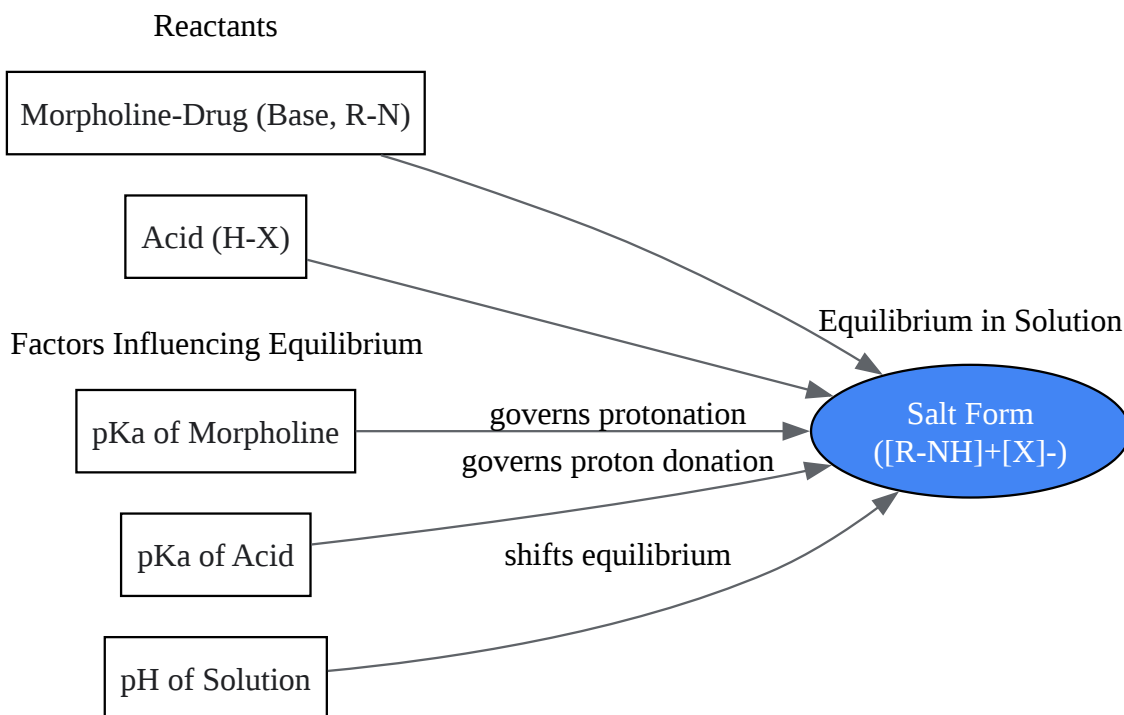 Reactants
Morpholine-Drug (Base, R-N)
Acid (H-X)
Equilibrium in Solution
Factors Influencing Equilibrium
pKa of Morpholine
governs protonation
Salt Form
([R-NH]+[X]-)
governs proton donation
pKa of Acid
shifts equilibrium
pH of Solution